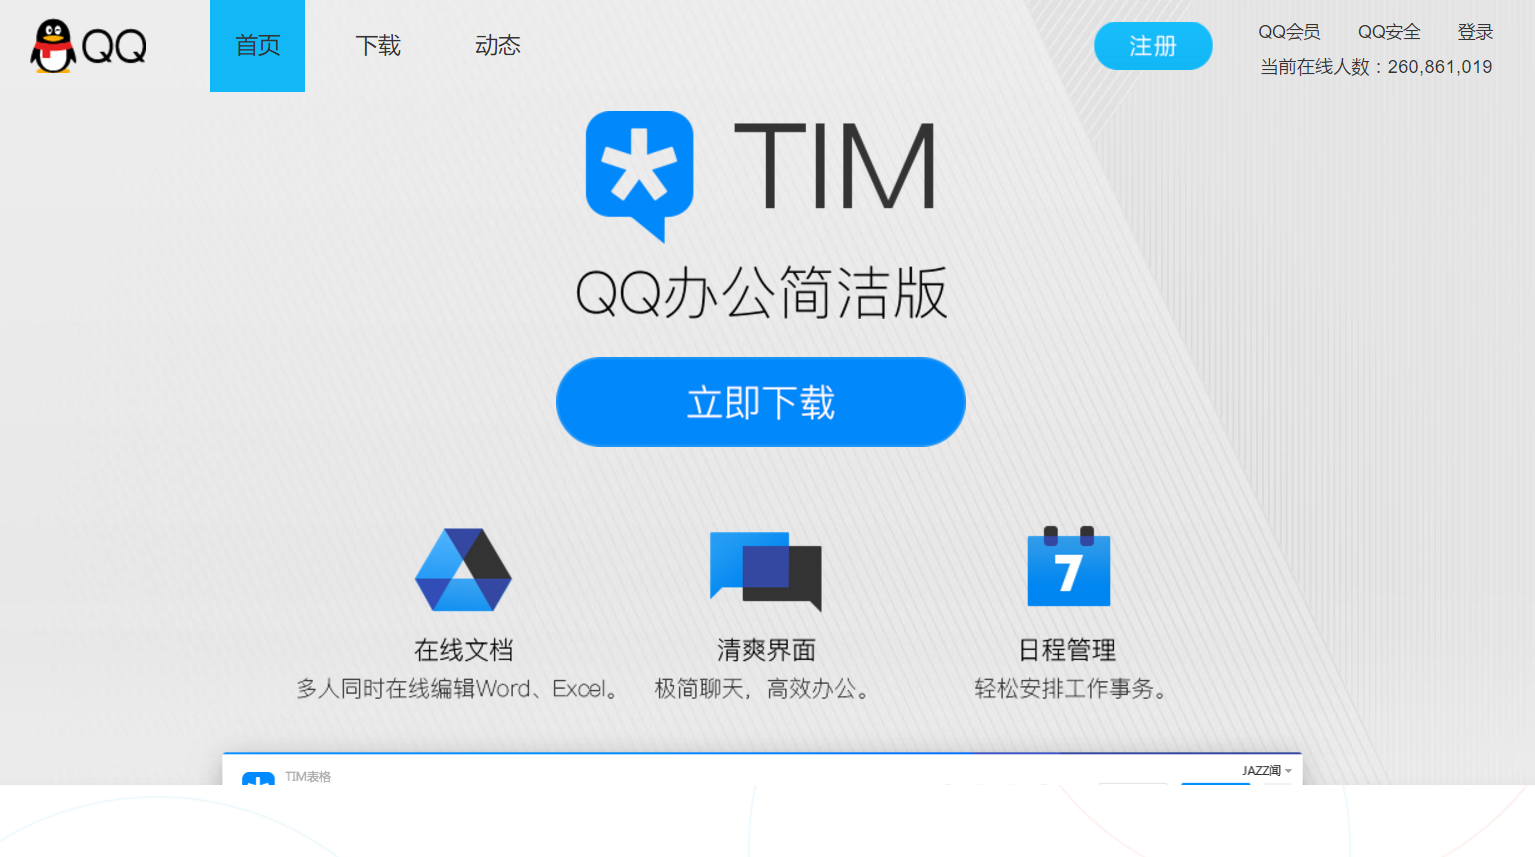 QQ
首页
下载
动态
注册
QQ会员
QQ安全
登录
当前在线人数：260,861,019
TIM
QQ办公简洁版
立即下载
7
在线文档
多人同时在线编辑Word、Excel。
清爽界面
极简聊天，高效办公。
日程管理
轻松安排工作事务。
TIM表格
JAZZ闻